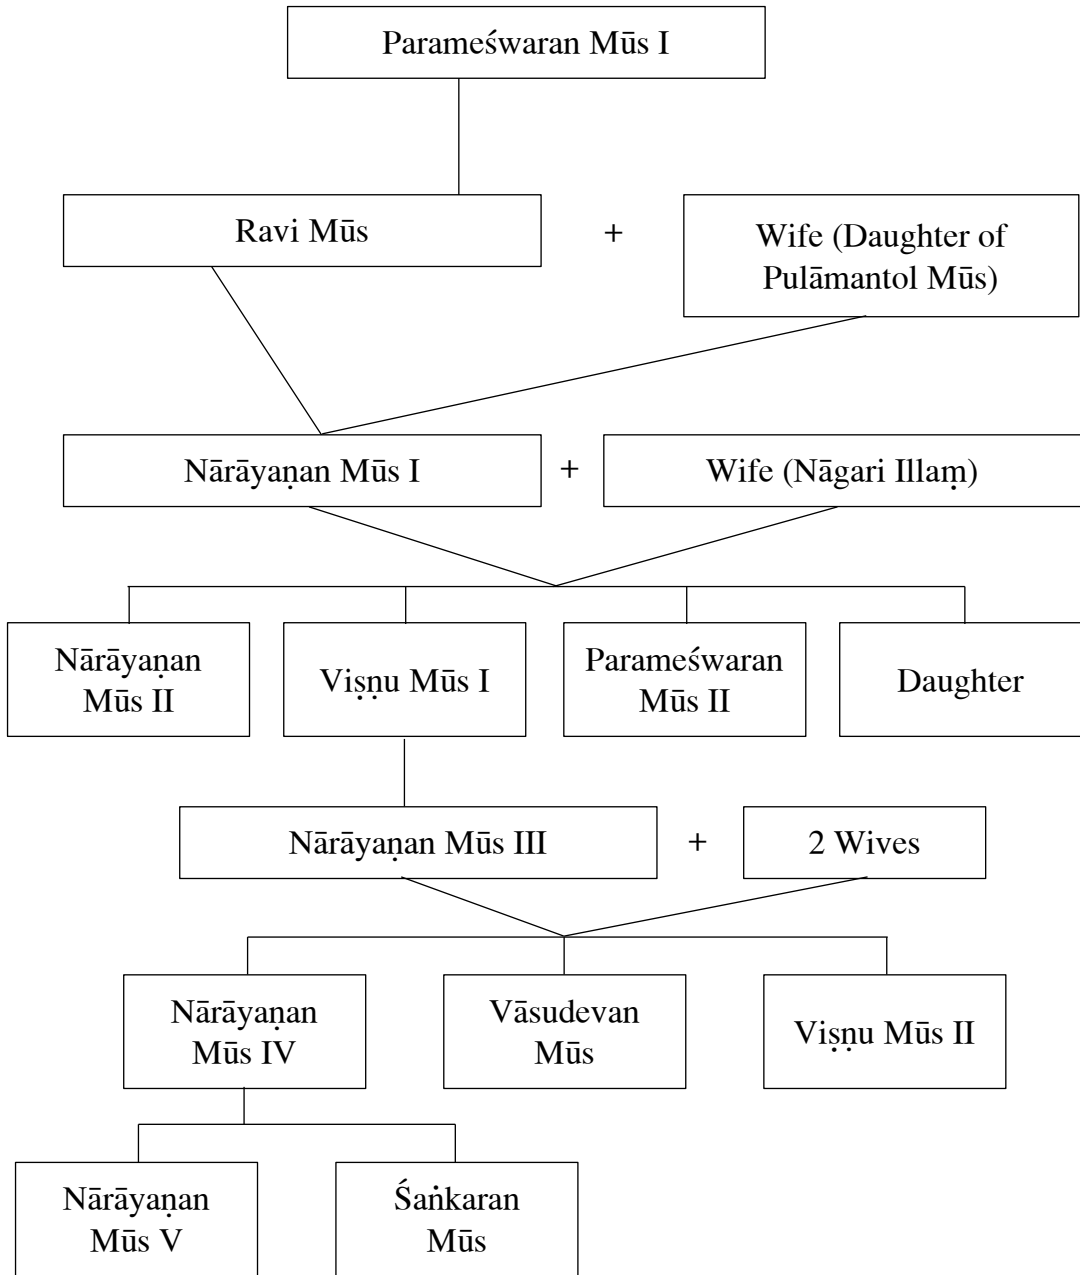 Parameśwaran Mūs I
Ravi Mūs
+
Wife (Daughter of
Pulāmantol Mūs)
Nārāyaṇan Mūs I
+
Wife (Nāgari Illaṃ)
Nārāyaṇan
Mūs II
Viṣṇu Mūs I
Parameśwaran
Mūs II
Daughter
Nārāyaṇan Mūs III
+
2 Wives
Nārāyaṇan
Mūs IV
Vāsudevan
Mūs
Viṣṇu Mūs II
Nārāyaṇan
Mūs V
Śaṅkaran
Mūs